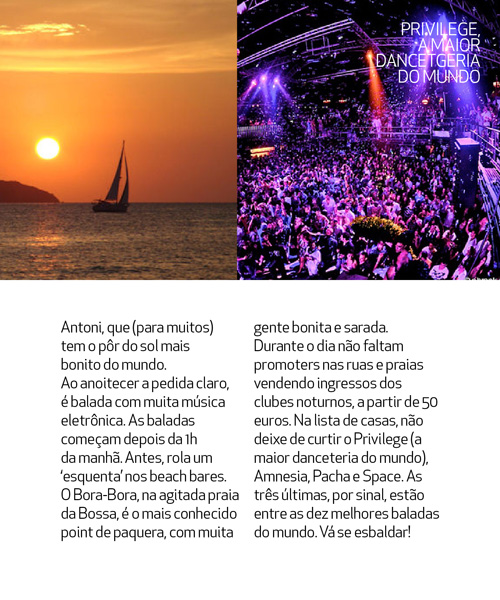 PRIVILEGE,
A MAIOR
DANCETGERIA
DO MUNDO
Antoni, que (para muitos)
tem o pôr do sol mais
bonito do mundo.
Ao anoitecer a pedida claro,
é balada com muita música
eletrônica. As baladas
começam depois da 1h
da manhã. Antes, rola um
‘esquenta’ nos beach bares.
O Bora-Bora, na agitada praia
da Bossa, é o mais conhecido
point de paquera, com muita
gente bonita e sarada.
Durante o dia não faltam
promoters nas ruas e praias
vendendo ingressos dos
clubes noturnos, a partir de 50
euros. Na lista de casas, não
deixe de curtir o Privilege (a
maior danceteria do mundo),
Amnesia, Pacha e Space. As
três últimas, por sinal, estão
entre as dez melhores baladas
do mundo. Vá se esbaldar!